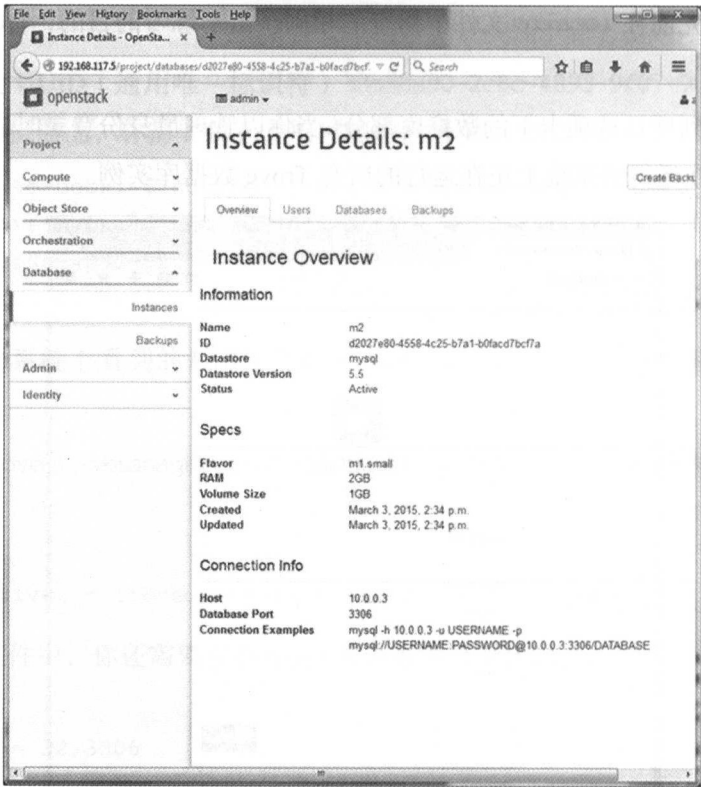 File Edit View History Bookmarks Tools Help
Instance Details - OpenSta... × +
192.168.117.5/project/databases/d2027e80-4558-4c25-b7a1-b0facd7bcf. Search
openstack admin
Project
Compute
Object Store
Orchestration
Database
Instances
Backups
Admin
Identity
Instance Details: m2
Create Backu
Overview Users Databases Backups
Instance Overview
Information
Name m2
ID d2027e80-4558-4c25-b7a1-b0facd7bcf7a
Datastore mysql
Datastore Version 5.5
Status Active
Specs
Flavor m1.small
RAM 2GB
Volume Size 1GB
Created March 3, 2015, 2:34 p.m.
Updated March 3, 2015, 2:34 p.m.
Connection Info
Host 10.0.0.3
Database Port 3306
Connection Examples mysql -h 10.0.0.3 -u USERNAME -p
mysql://USERNAME:PASSWORD@10.0.0.3:3306/DATABASE